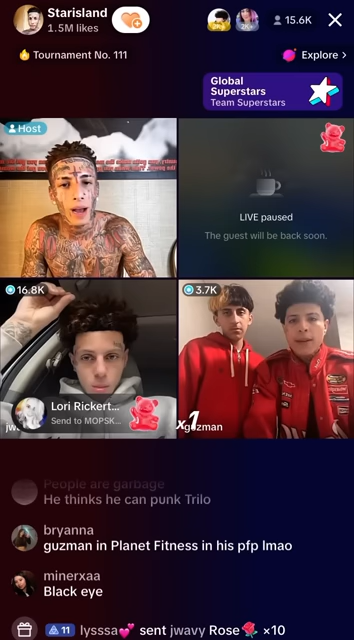 Starisland
1.5M likes
15.6K
Tournament No. 111
Explore >
Global
Superstars
Team Superstars
Host
LIVE paused
The guest will be back soon.
16.8K
3.7K
Lori Rickert...
Send to MOPSK...
x1
guzman
People are garbage
He thinks he can punk Trilo
bryanna
guzman in Planet Fitness in his pfp lmao
minerxaa
Black eye
11 lysssa💕 sent jwavy Rose🌹 ×10